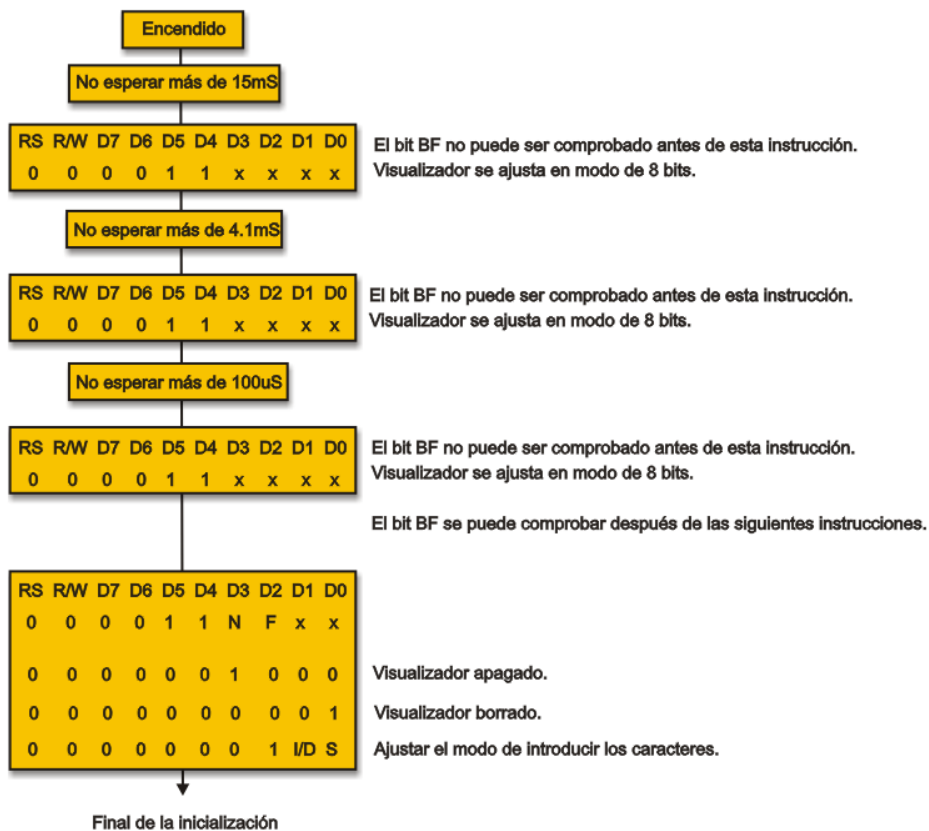 Encendido
No esperar más de 15mS
RS R/W D7 D6 D5 D4 D3 D2 D1 D0
0 0 0 0 1 1 x x x x
El bit BF no puede ser comprobado antes de esta instrucción.
Visualizador se ajusta en modo de 8 bits.
No esperar más de 4.1mS
RS R/W D7 D6 D5 D4 D3 D2 D1 D0
0 0 0 0 1 1 x x x x
El bit BF no puede ser comprobado antes de esta instrucción.
Visualizador se ajusta en modo de 8 bits.
No esperar más de 100uS
RS R/W D7 D6 D5 D4 D3 D2 D1 D0
0 0 0 0 1 1 x x x x
El bit BF no puede ser comprobado antes de esta instrucción.
Visualizador se ajusta en modo de 8 bits.
El bit BF se puede comprobar después de las siguientes instrucciones.
RS R/W D7 D6 D5 D4 D3 D2 D1 D0
0 0 0 0 1 1 N F x x
0 0 0 0 0 0 1 0 0 0 Visualizador apagado.
0 0 0 0 0 0 0 0 0 1 Visualizador borrado.
0 0 0 0 0 0 0 1 I/D S Ajustar el modo de introducir los caracteres.
Final de la inicialización